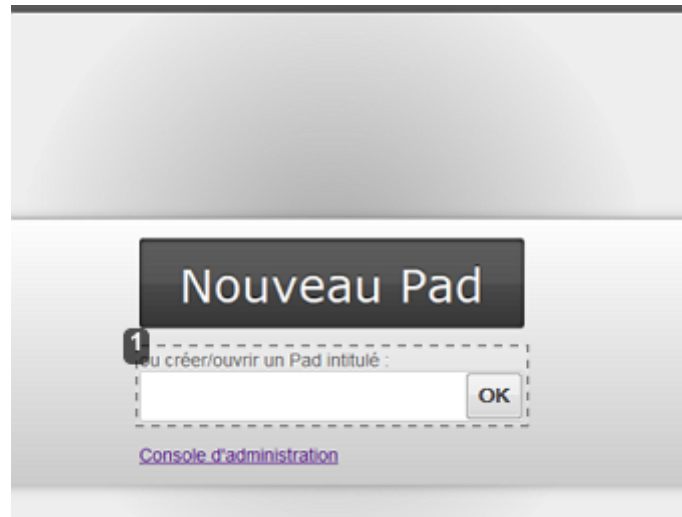 Nouveau Pad
1
ou créer/ouvrir un Pad intitulé :
OK
Console d'administration